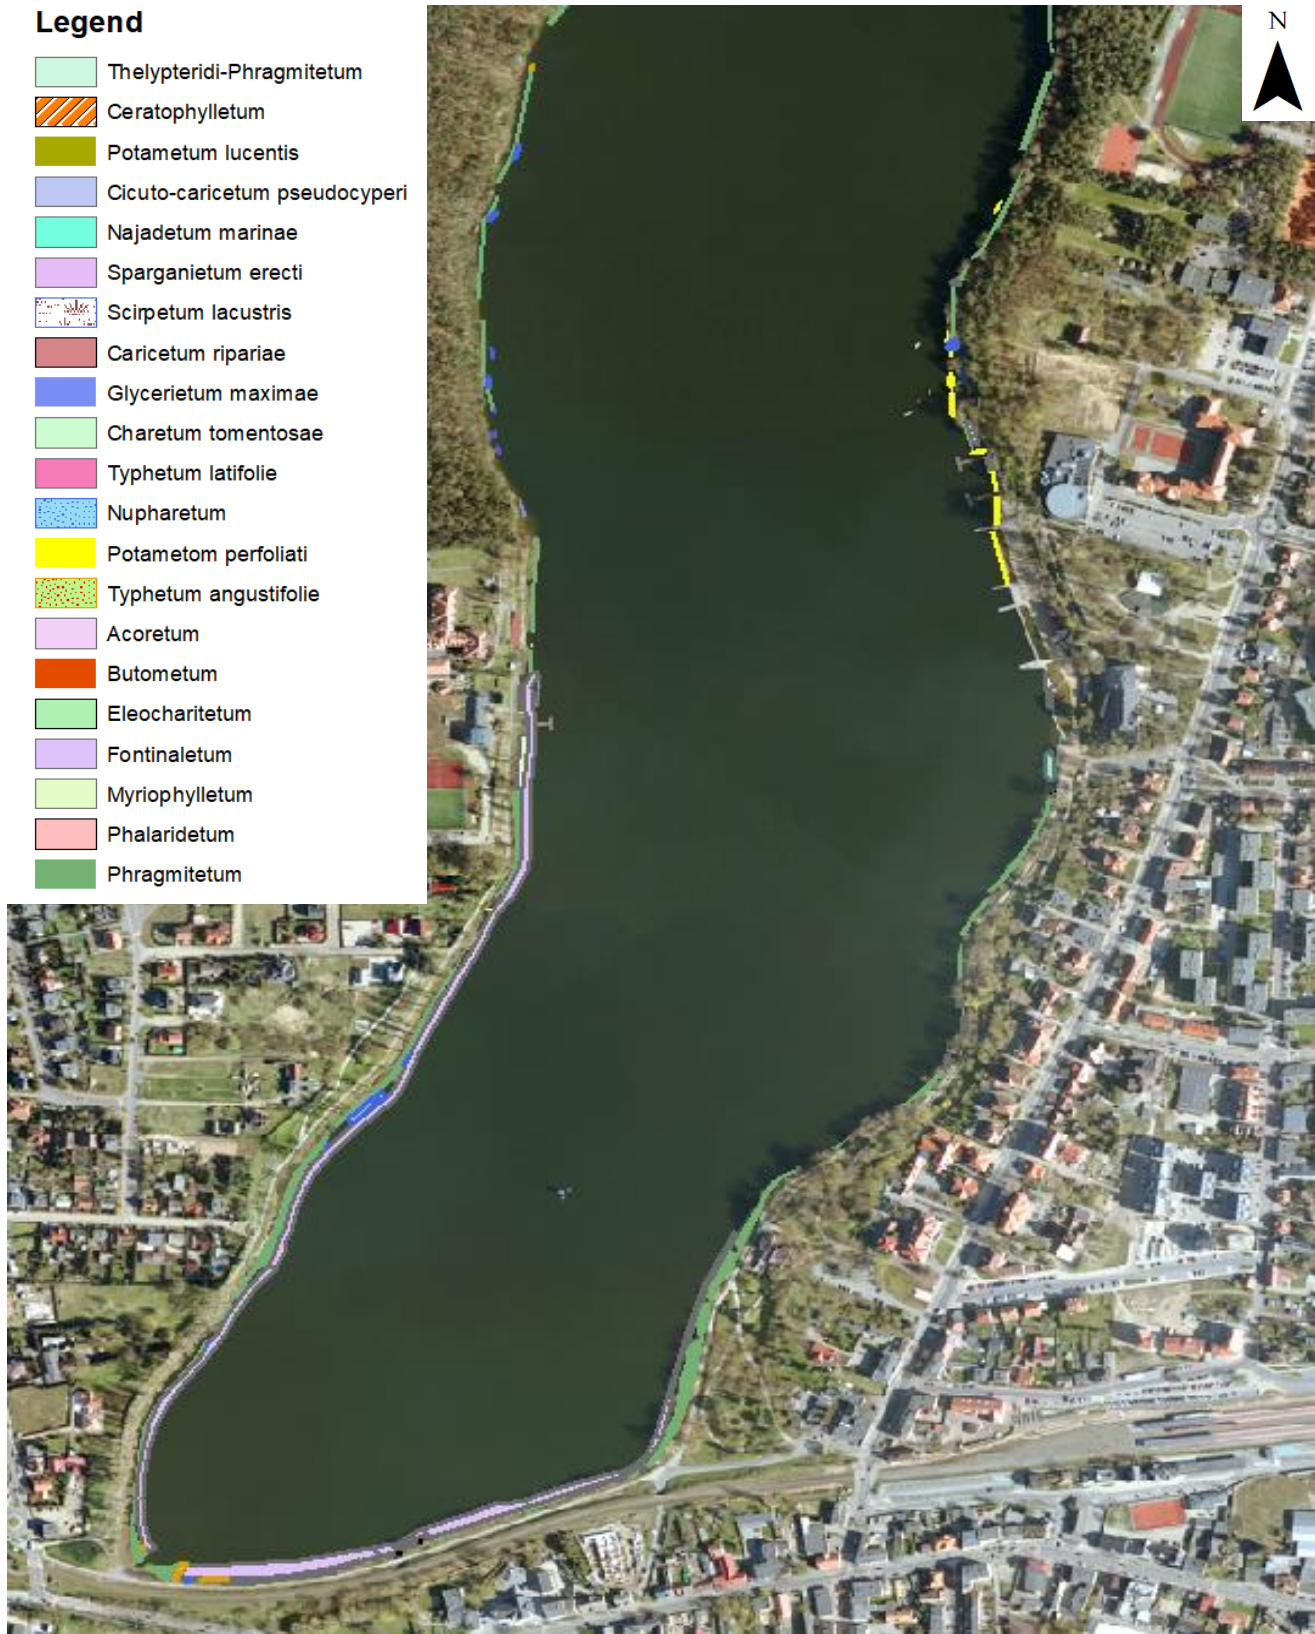 Legend
N
Thelypteridi-Phragmitetum
Ceratophylletum
Potametum lucentis
Cicuto-caricetum pseudocyperi
Najadetum marinae
Sparganietum erecti
Scirpetum lacustris
Caricetum ripariae
Glycerietum maximae
Charetum tomentosae
Typhetum latifolie
Nupharetum
Potametom perfoliati
Typhetum angustifolie
Acoretum
Butometum
Eleocharitetum
Fontinaletum
Myriophylletum
Phalaridetum
Phragmitetum